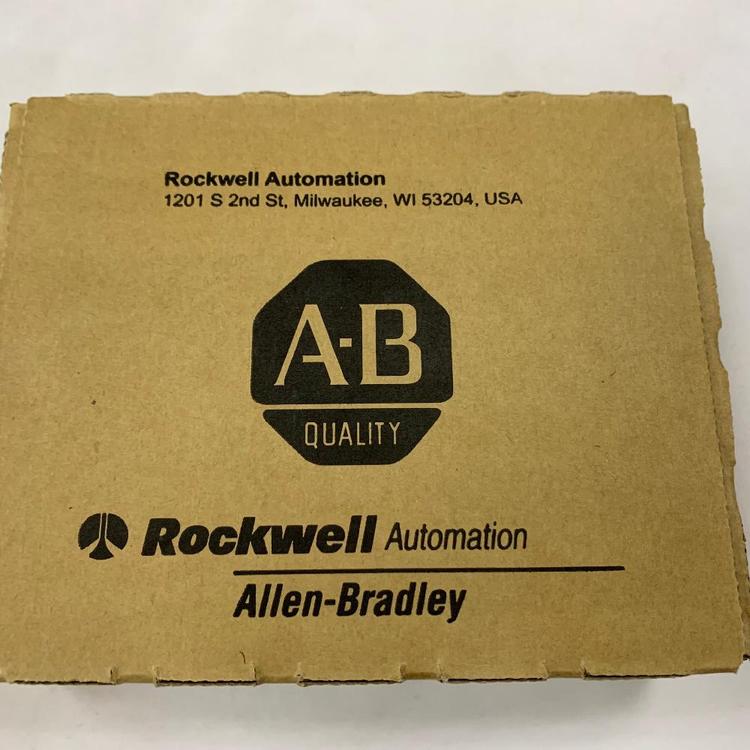 Rockwell Automation
1201 S 2nd St, Milwaukee, WI 53204, USA
A-B
QUALITY
Rockwell Automation
Allen-Bradley